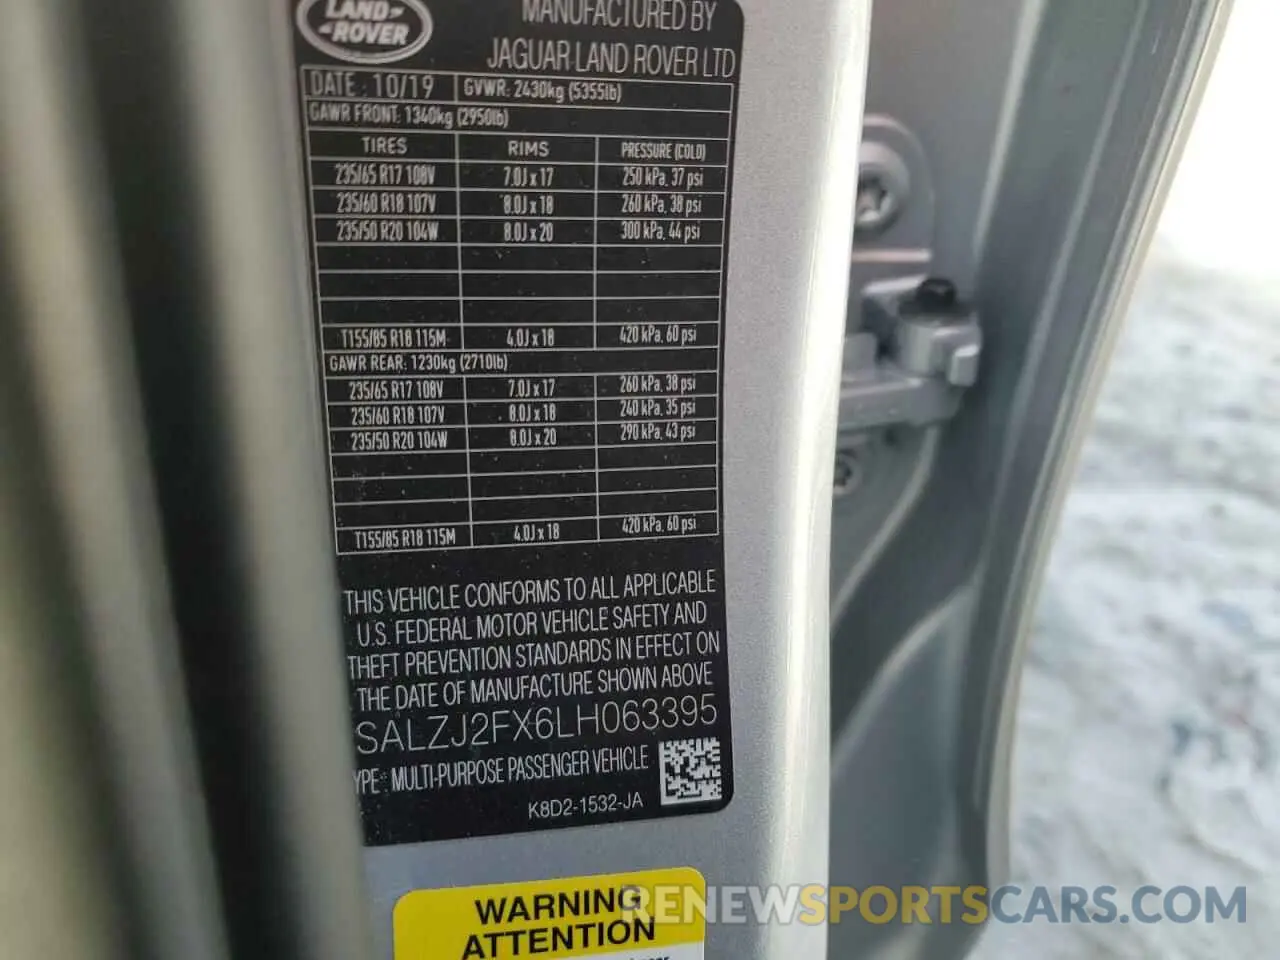 LAND-
-ROVER
MANUFACTURED BY
JAGUAR LAND ROVER LTD
DATE: 10/19 GVWR: 2430kg (5355lb)
GAWR FRONT: 1340kg (2950lb)
TIRES RIMS PRESSURE (COLD)
235/65 R17 108V 7.0J x 17 250 kPa, 37 psi
235/60 R18 107V 8.0J x 18 260 kPa, 38 psi
235/50 R20 104W 8.0J x 20 300 kPa, 44 psi
T155/85 R18 115M 4.0J x 18 420 kPa, 60 psi
GAWR REAR: 1230kg (2710lb)
235/65 R17 108V 7.0J x 17 260 kPa, 38 psi
235/60 R18 107V 8.0J x 18 240 kPa, 35 psi
235/50 R20 104W 8.0J x 20 290 kPa, 43 psi
T155/85 R18 115M 4.0J x 18 420 kPa, 60 psi
THIS VEHICLE CONFORMS TO ALL APPLICABLE
U.S. FEDERAL MOTOR VEHICLE SAFETY AND
THEFT PREVENTION STANDARDS IN EFFECT ON
THE DATE OF MANUFACTURE SHOWN ABOVE
SALZJ2FX6LH063395
YPE: MULTI-PURPOSE PASSENGER VEHICLE
K8D2-1532-JA
WARNING
ATTENTION
RENEWSPORTSCARS.COM